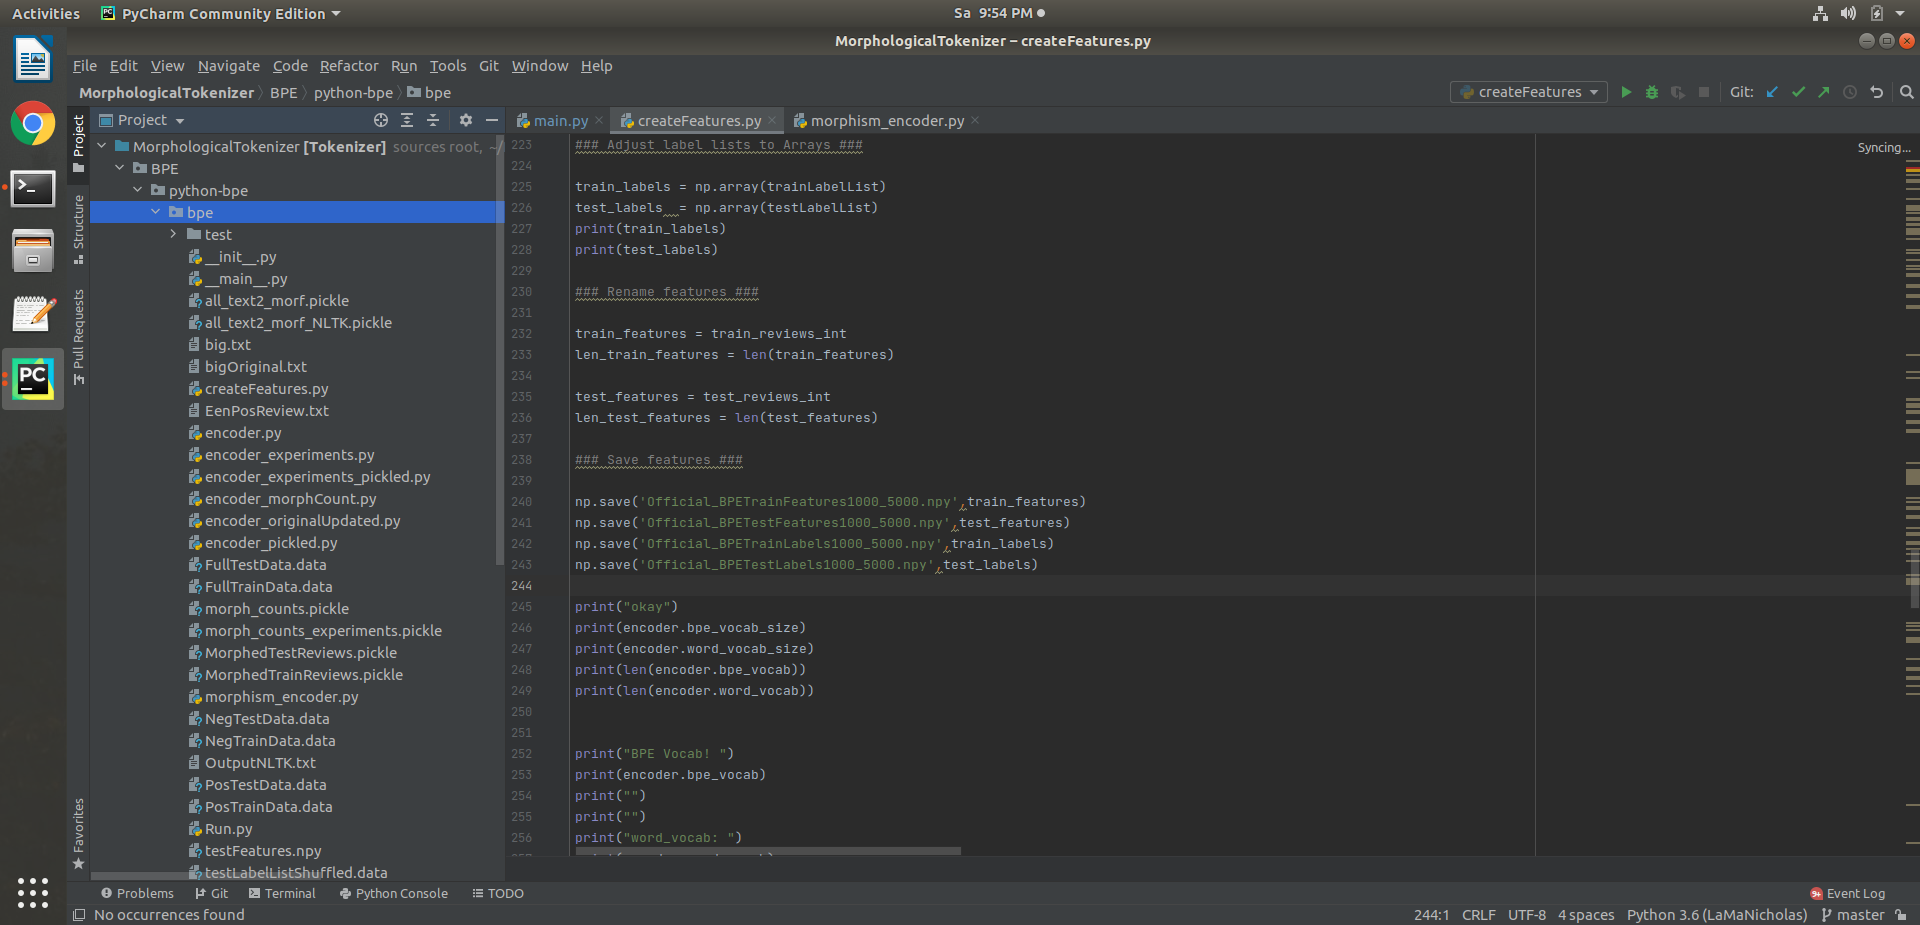 Activities PyCharm Community Edition Sa 9:54 PM
MorphologicalTokenizer – createFeatures.py
File Edit View Navigate Code Refactor Run Tools Git Window Help
MorphologicalTokenizer BPE python-bpe bpe createFeatures Git:
Project
main.py createFeatures.py morphism_encoder.py
Project
Structure
Pull Requests
Favorites
MorphologicalTokenizer [Tokenizer] sources root, ~/
BPE
python-bpe
bpe
test
__init__.py
__main__.py
all_text2_morf.pickle
all_text2_morf_NLTK.pickle
big.txt
bigOriginal.txt
createFeatures.py
EenPosReview.txt
encoder.py
encoder_experiments.py
encoder_experiments_pickled.py
encoder_morphCount.py
encoder_originalUpdated.py
encoder_pickled.py
FullTestData.data
FullTrainData.data
morph_counts.pickle
morph_counts_experiments.pickle
MorphedTestReviews.pickle
MorphedTrainReviews.pickle
morphism_encoder.py
NegTestData.data
NegTrainData.data
OutputNLTK.txt
PosTestData.data
PosTrainData.data
Run.py
testFeatures.npy
testLabelListShuffled.data
Syncing...
223 ### Adjust label lists to Arrays ###
224
225 train_labels = np.array(trainLabelList)
226 test_labels  = np.array(testLabelList)
227 print(train_labels)
228 print(test_labels)
229
230 ### Rename features ###
231
232 train_features = train_reviews_int
233 len_train_features = len(train_features)
234
235 test_features = test_reviews_int
236 len_test_features = len(test_features)
237
238 ### Save features ###
239
240 np.save('Official_BPETrainFeatures1000_5000.npy',train_features)
241 np.save('Official_BPETestFeatures1000_5000.npy',test_features)
242 np.save('Official_BPETrainLabels1000_5000.npy',train_labels)
243 np.save('Official_BPETestLabels1000_5000.npy',test_labels)
244
245 print("okay")
246 print(encoder.bpe_vocab_size)
247 print(encoder.word_vocab_size)
248 print(len(encoder.bpe_vocab))
249 print(len(encoder.word_vocab))
250
251
252 print("BPE Vocab! ")
253 print(encoder.bpe_vocab)
254 print("")
255 print("")
256 print("word_vocab: ")
Problems Git Terminal Python Console TODO 9+ Event Log
No occurrences found 244:1 CRLF UTF-8 4 spaces Python 3.6 (LaMaNicholas) master